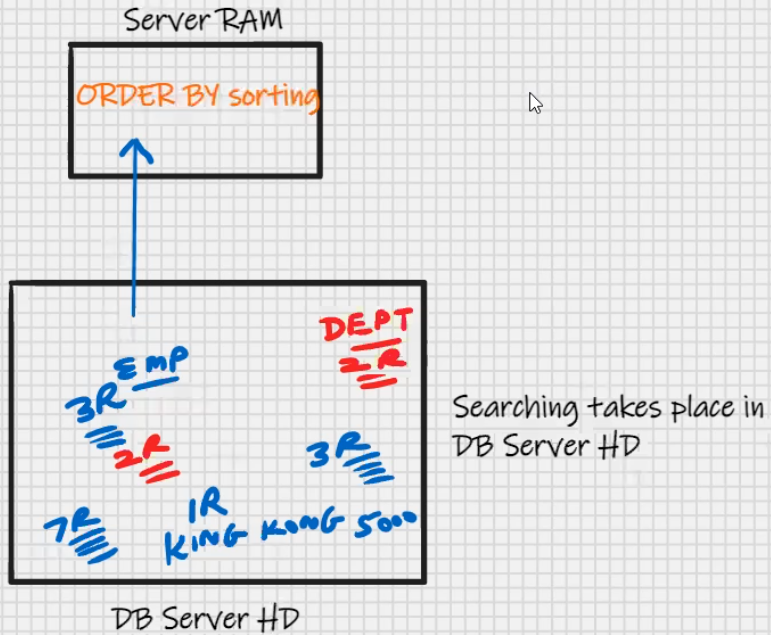 Server RAM
ORDER BY sorting
DEPT
2R
EMP
3R
2R
3R
Searching takes place in
DB Server HD
1R
7R
KING KONG 5000
DB Server HD